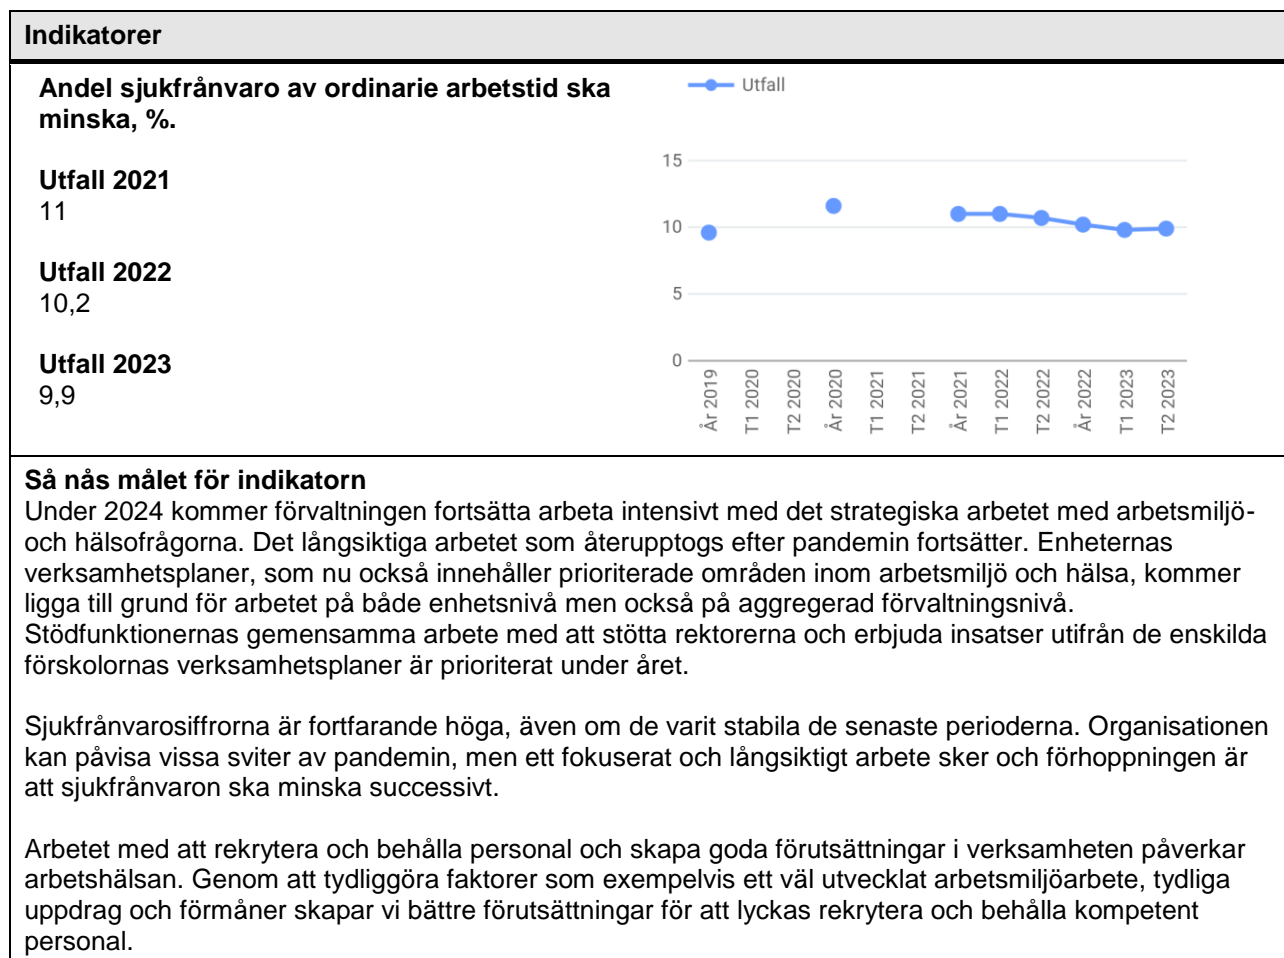 Indikatorer
Andel sjukfrånvaro av ordinarie arbetstid ska
minska, %.
Utfall 2021
11
Utfall 2022
10,2
Utfall 2023
9,9
Utfall
15
10
5
0
År 2019
T1 2020
T2 2020
År 2020
T1 2021
T2 2021
År 2021
T1 2022
T2 2022
År 2022
T1 2023
T2 2023
Så nås målet för indikatorn
Under 2024 kommer förvaltningen fortsätta arbeta intensivt med det strategiska arbetet med arbetsmiljö-
och hälsofrågorna. Det långsiktiga arbetet som återupptogs efter pandemin fortsätter. Enheternas
verksamhetsplaner, som nu också innehåller prioriterade områden inom arbetsmiljö och hälsa, kommer
ligga till grund för arbetet på både enhetsnivå men också på aggregerad förvaltningsnivå.
Stödfunktionernas gemensamma arbete med att stötta rektorerna och erbjuda insatser utifrån de enskilda
förskolornas verksamhetsplaner är prioriterat under året.
Sjukfrånvarosiffrorna är fortfarande höga, även om de varit stabila de senaste perioderna. Organisationen
kan påvisa vissa sviter av pandemin, men ett fokuserat och långsiktigt arbete sker och förhoppningen är
att sjukfrånvaron ska minska successivt.
Arbetet med att rekrytera och behålla personal och skapa goda förutsättningar i verksamheten påverkar
arbetshälsan. Genom att tydliggöra faktorer som exempelvis ett väl utvecklat arbetsmiljöarbete, tydliga
uppdrag och förmåner skapar vi bättre förutsättningar för att lyckas rekrytera och behålla kompetent
personal.